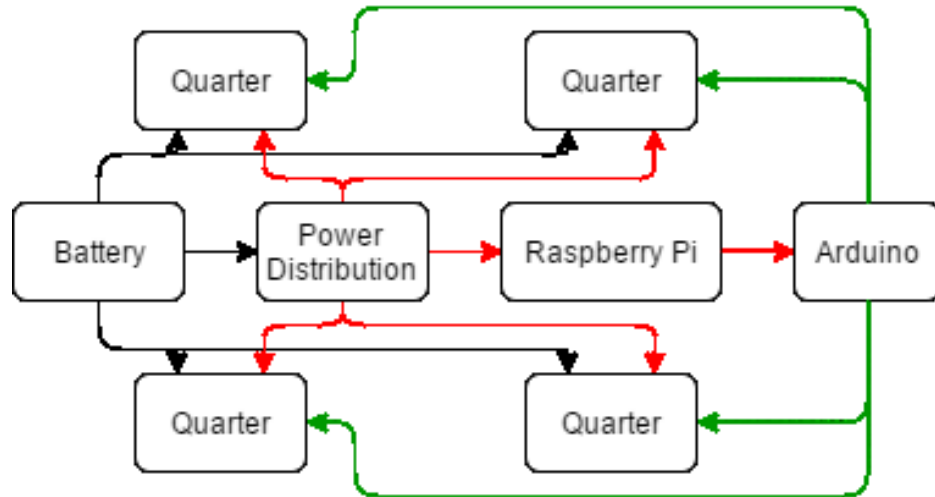 Quarter
Quarter
Battery
Power
Distribution
Raspberry Pi
Arduino
Quarter
Quarter